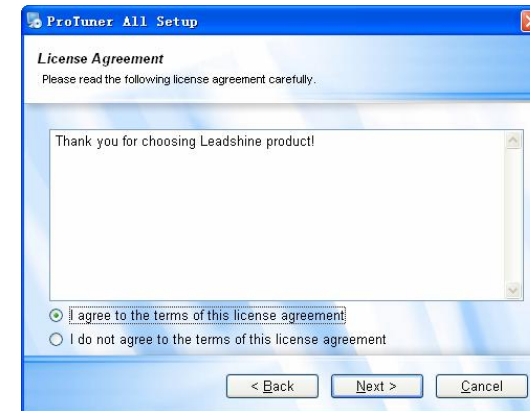 ProTuner All Setup
License Agreement
Please read the following license agreement carefully.
Thank you for choosing Leadshine product!
I agree to the terms of this license agreement
I do not agree to the terms of this license agreement
< Back Next > Cancel